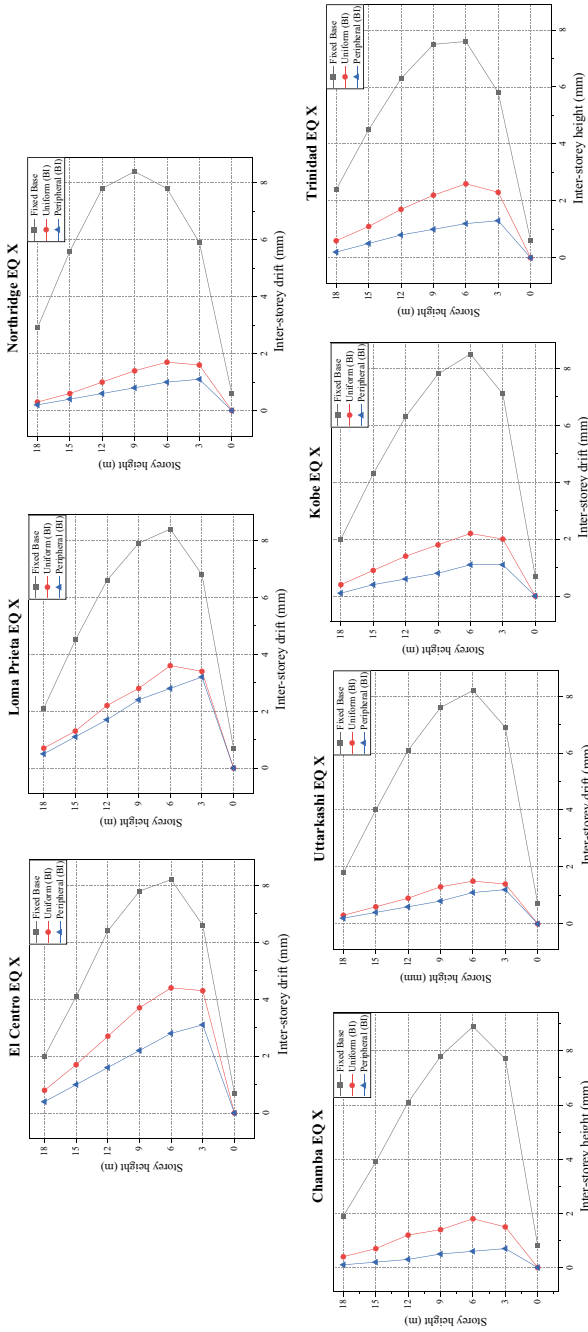 El Centro EQ X
Fixed Base
Uniform (BI)
Peripheral (BI)
Storey height (m)
18
15
12
9
6
3
0
0 2 4 6 8
Inter-storey drift (mm)
Loma Prieta EQ X
Fixed Base
Uniform (BI)
Peripheral (BI)
Storey height (m)
18
15
12
9
6
3
0
0 2 4 6 8
Inter-storey drift (mm)
Northridge EQ X
Fixed Base
Uniform (BI)
Peripheral (BI)
Storey height (m)
18
15
12
9
6
3
0
0 2 4 6 8
Inter-storey drift (mm)
Chamba EQ X
Fixed Base
Uniform (BI)
Peripheral (BI)
Storey height (m)
18
15
12
9
6
3
0
0 2 4 6 8
Inter-storey height (mm)
Uttarkashi EQ X
Fixed Base
Uniform (BI)
Peripheral (BI)
Storey height (mm)
18
15
12
9
6
3
0
0 2 4 6 8
Inter-storey drift (mm)
Kobe EQ X
Fixed Base
Uniform (BI)
Peripheral (BI)
Storey height (m)
18
15
12
9
6
3
0
0 2 4 6 8
Inter-storey drift (mm)
Trinidad EQ X
Fixed Base
Uniform (BI)
Peripheral (BI)
Storey height (m)
18
15
12
9
6
3
0
0 2 4 6 8
Inter-storey height (mm)